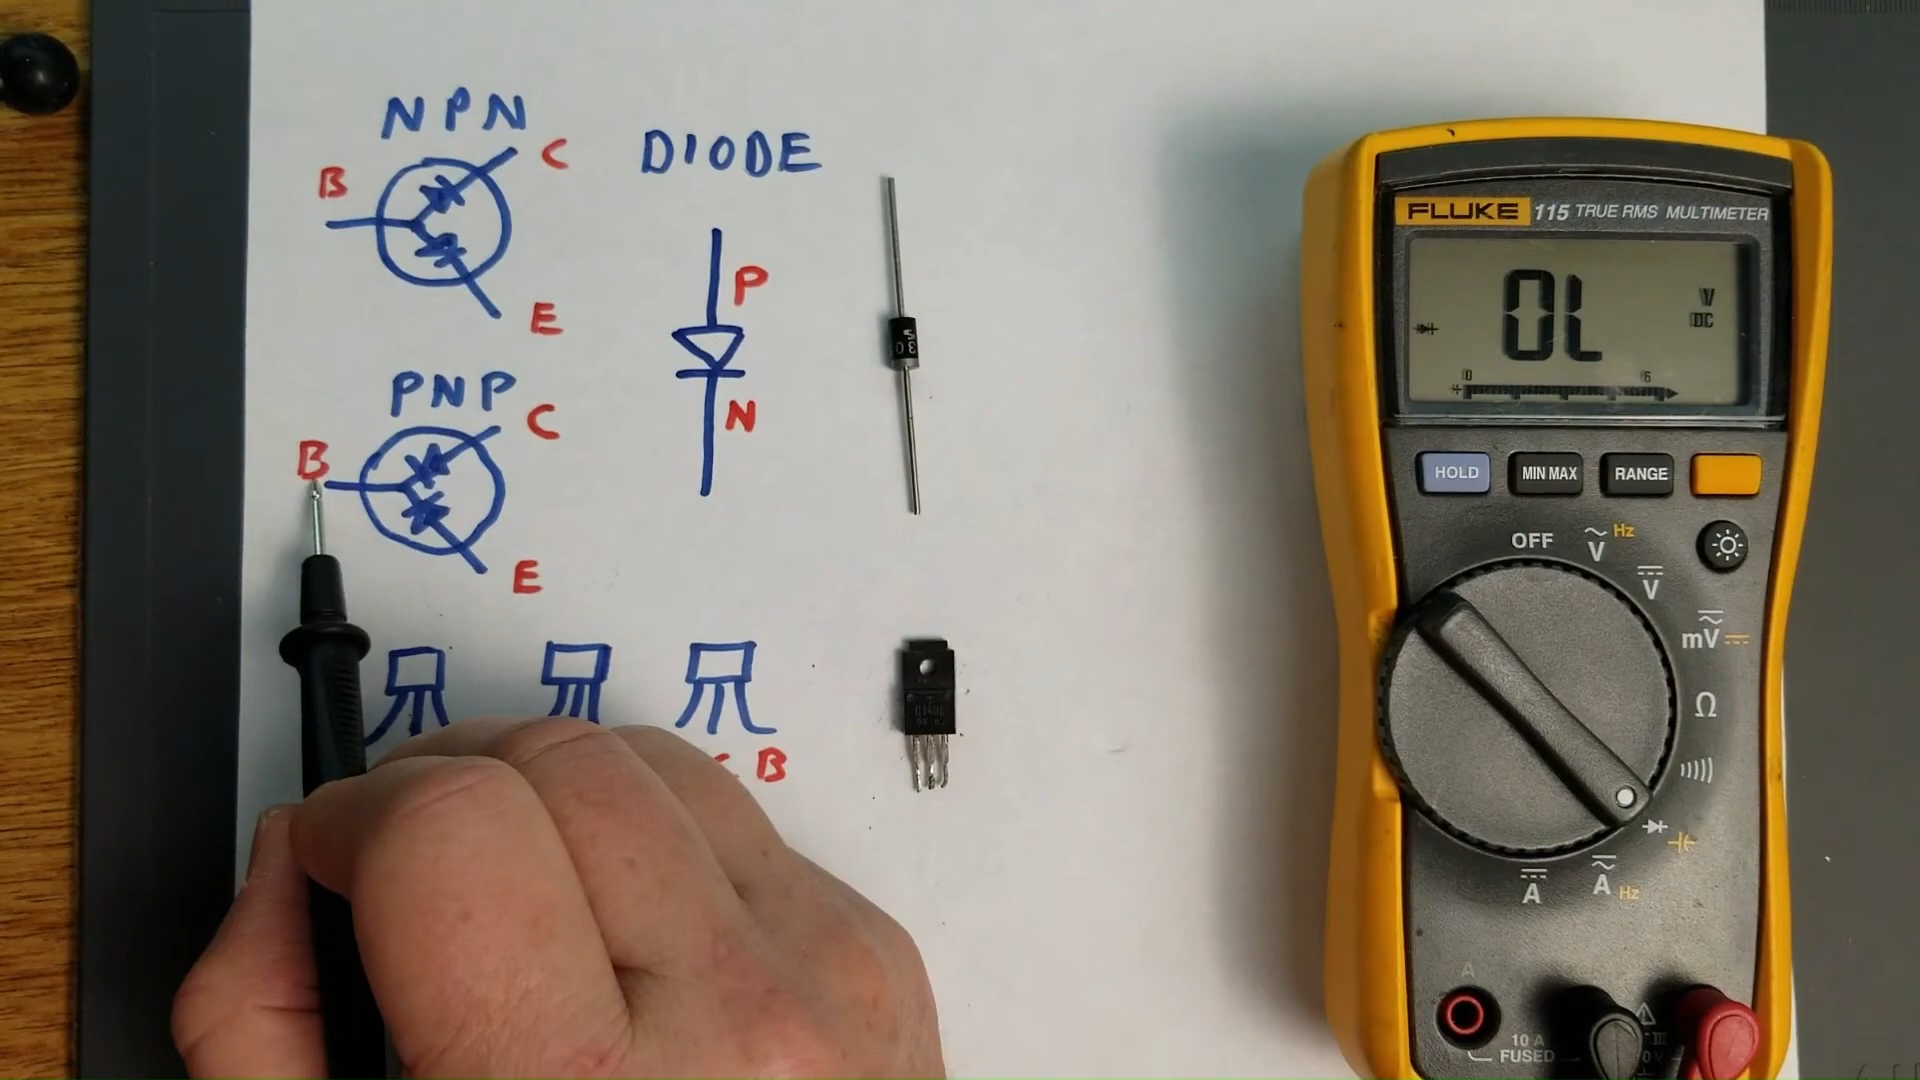 NPN
B
C
E
DIODE
P
N
PNP
B
C
E
B
FLUKE 115 TRUE RMS MULTIMETER
OL
V
DC
0
6
HOLD
MIN MAX
RANGE
OFF
V Hz
V
mV
Ω
A
A Hz
A
10 A
FUSED